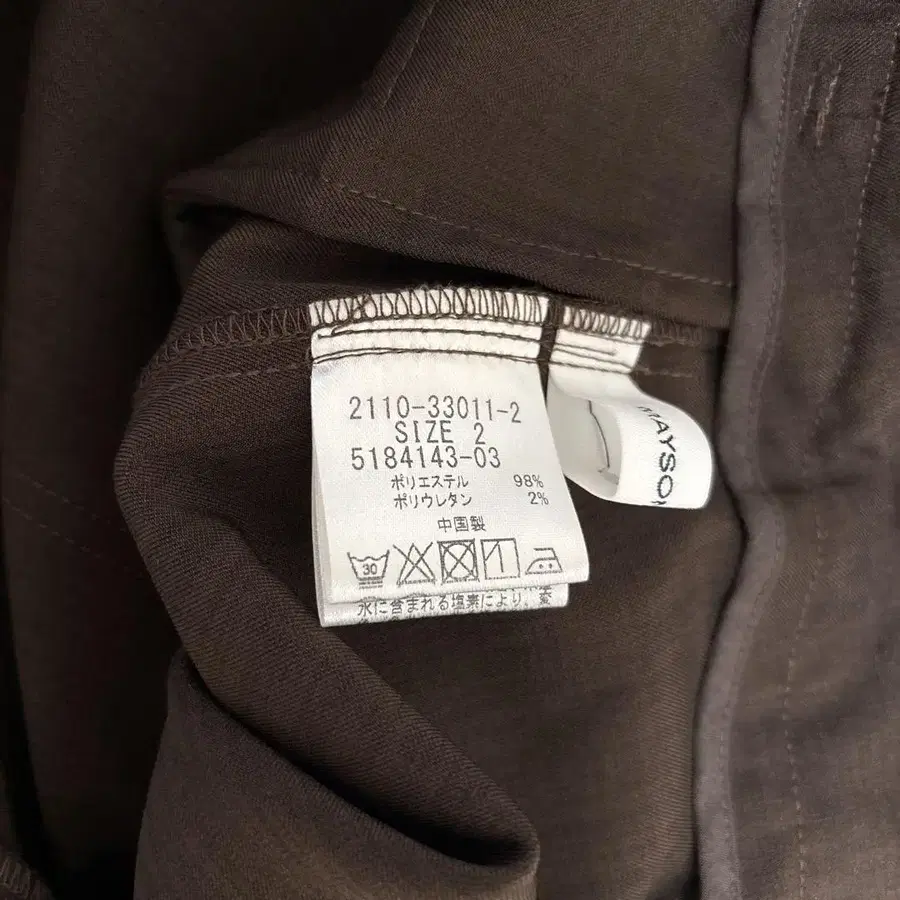 2110-33011-2
SIZE 2
5184143-03
ポリエステル 98%
ポリウレタン 2%
中国製
30
水に含まれる塩素により、変
MAYSON